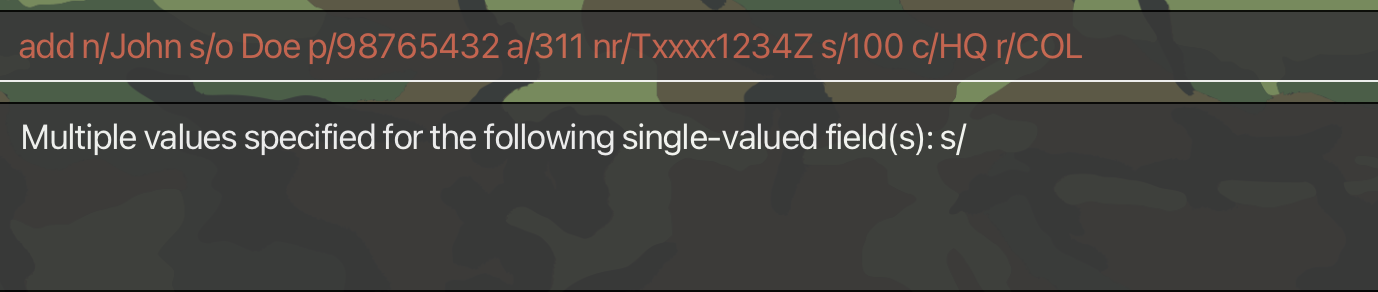 add n/John s/o Doe p/98765432 a/311 nr/Txxxx1234Z s/100 c/HQ r/COL
Multiple values specified for the following single-valued field(s): s/